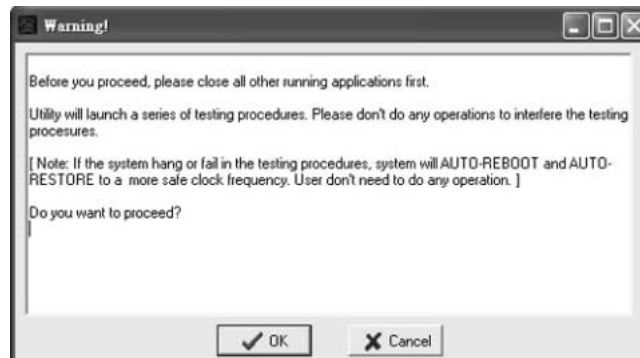 Warning!
Before you proceed, please close all other running applications first.
Utility will launch a series of testing procedures. Please don't do any operations to interfere the testing
procesures.
[ Note: If the system hang or fail in the testing procedures, system will AUTO-REBOOT and AUTO-
RESTORE to a more safe clock frequency. User don't need to do any operation. ]
Do you want to proceed?
OK
Cancel